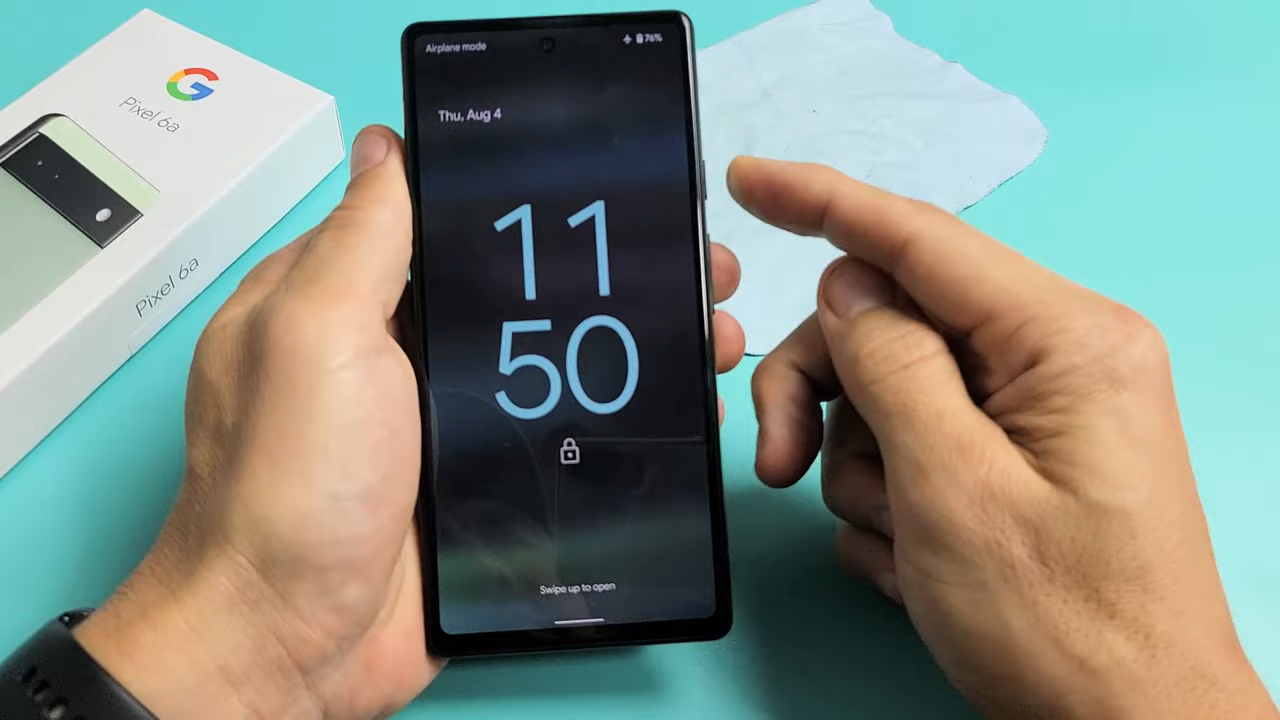 Pixel 6a
Pixel 6a
Airplane mode
76%
Thu, Aug 4
11
50
Swipe up to open